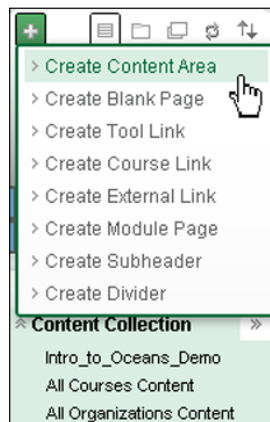 > Create Content Area
> Create Blank Page
> Create Tool Link
> Create Course Link
> Create External Link
> Create Module Page
> Create Subheader
> Create Divider
Content Collection »
Intro_to_Oceans_Demo
All Courses Content
All Organizations Content